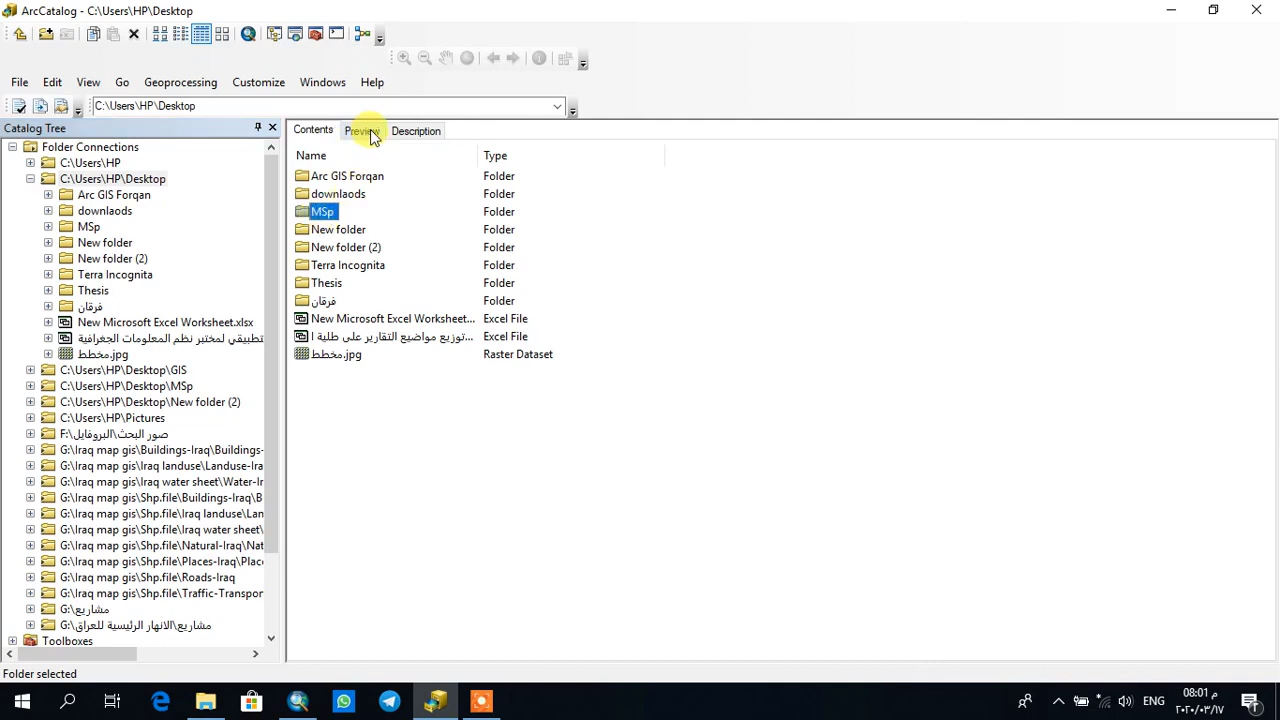 ArcCatalog - C:\Users\HP\Desktop
File Edit View Go Geoprocessing Customize Windows Help
C:\Users\HP\Desktop
Catalog Tree
Folder Connections
C:\Users\HP
C:\Users\HP\Desktop
Arc GIS Forqan
downlaods
MSp
New folder
New folder (2)
Terra Incognita
Thesis
فرقان
New Microsoft Excel Worksheet.xlsx
تطبيقي لمختبر نظم المعلومات الجغرافية
مخطط.jpg
C:\Users\HP\Desktop\GIS
C:\Users\HP\Desktop\MSp
C:\Users\HP\Desktop\New folder (2)
C:\Users\HP\Pictures
F:\صور البحث\البروفايل
G:\Iraq map gis\Buildings-Iraq\Buildings-
G:\Iraq map gis\Iraq landuse\Landuse-Ira
G:\Iraq map gis\Iraq water sheet\Water-I
G:\Iraq map gis\Shp.file\Buildings-Iraq\B
G:\Iraq map gis\Shp.file\Iraq landuse\Lan
G:\Iraq map gis\Shp.file\Iraq water sheet\
G:\Iraq map gis\Shp.file\Natural-Iraq\Nat
G:\Iraq map gis\Shp.file\Places-Iraq\Place
G:\Iraq map gis\Shp.file\Roads-Iraq
G:\Iraq map gis\Shp.file\Traffic-Transpor
G:\مشاريع
G:\مشاريع\الانهار الرئيسية للعراق
Toolboxes
Contents Preview Description
Name Type
Arc GIS Forqan Folder
downlaods Folder
MSp Folder
New folder Folder
New folder (2) Folder
Terra Incognita Folder
Thesis Folder
فرقان Folder
New Microsoft Excel Worksheet... Excel File
توزيع مواضيع التقارير على طلية ا... Excel File
مخطط.jpg Raster Dataset
Folder selected
ENG
08:01 م
٢٠٢٠/٠٣/١٧